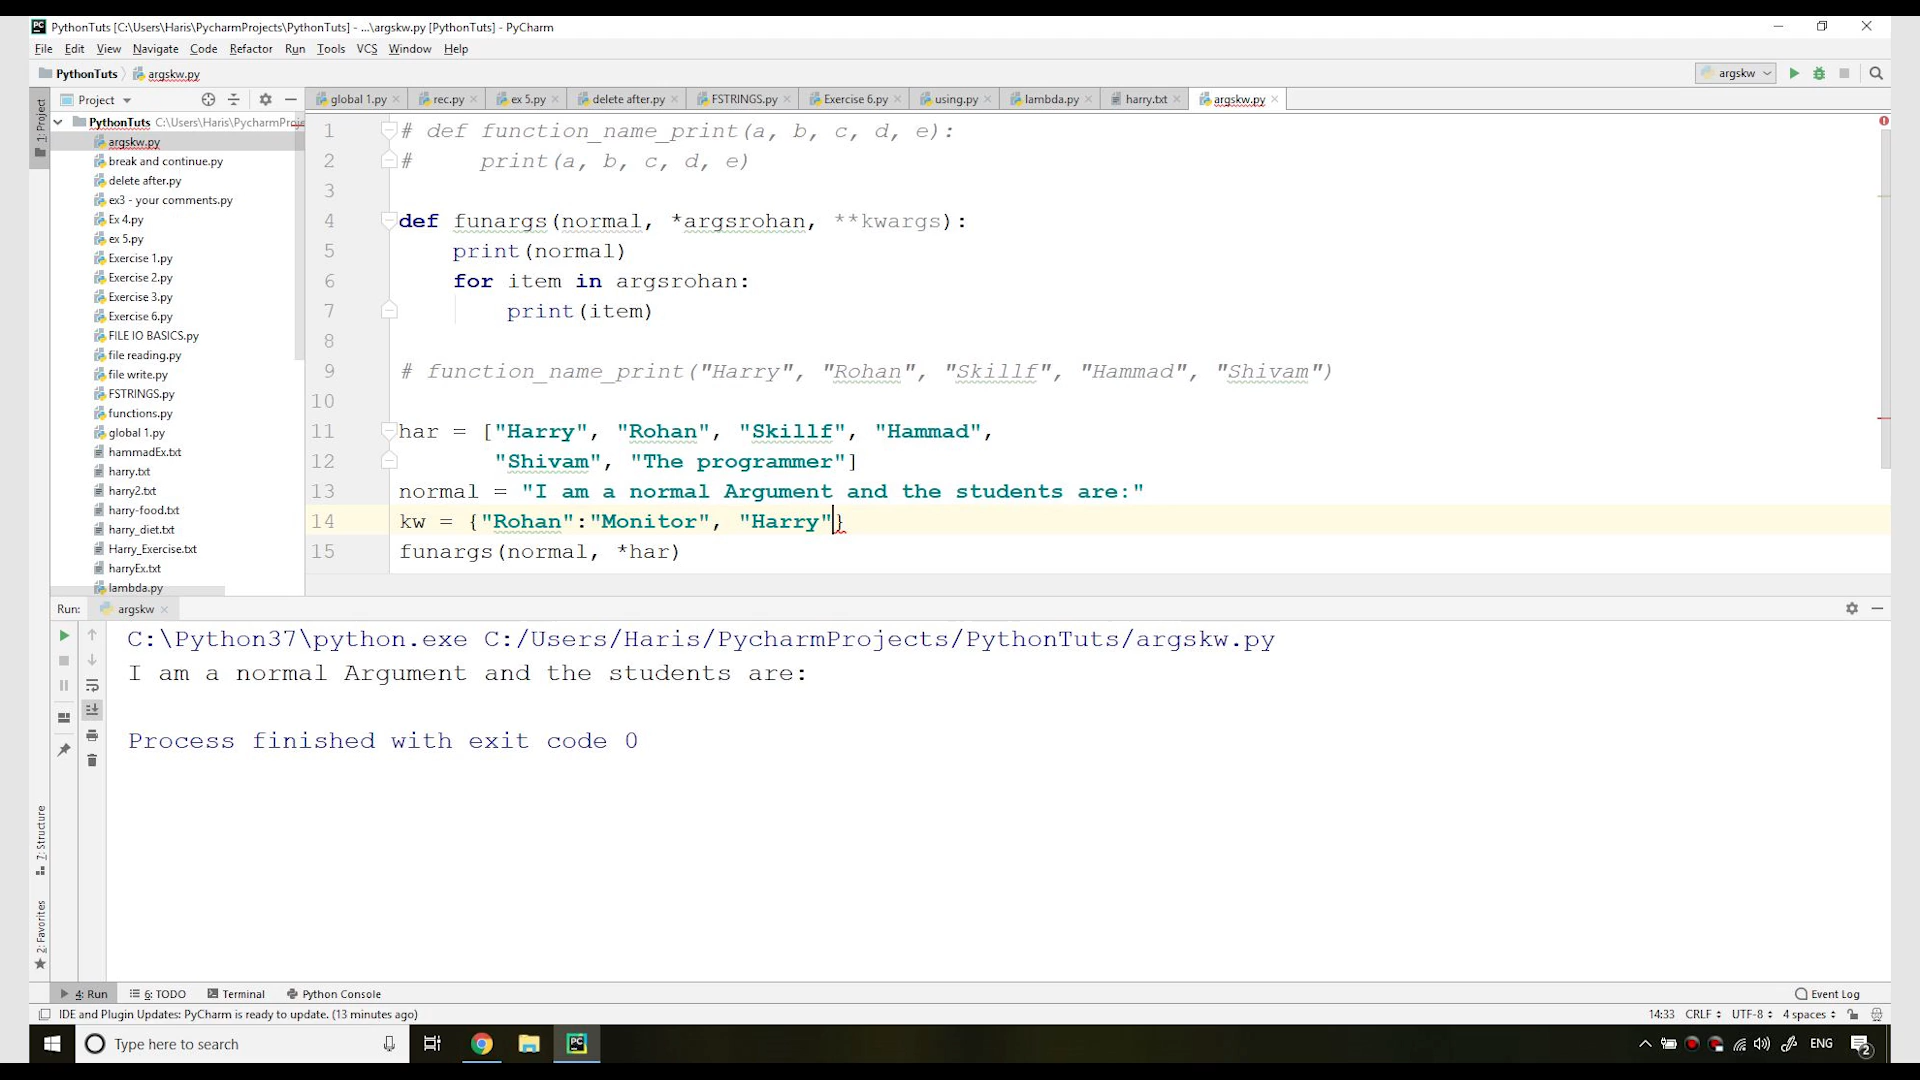 PythonTuts [C:\Users\Haris\PycharmProjects\PythonTuts] - ...\argskw.py [PythonTuts] - PyCharm
File Edit View Navigate Code Refactor Run Tools VCS Window Help
PythonTuts argskw.py argskw
Project global 1.py rec.py ex 5.py delete after.py FSTRINGS.py Exercise 6.py using.py lambda.py harry.txt argskw.py
1: Project
PythonTuts C:\Users\Haris\PycharmProje
argskw.py
break and continue.py
delete after.py
ex3 - your comments.py
Ex 4.py
ex 5.py
Exercise 1.py
Exercise 2.py
Exercise 3.py
Exercise 6.py
FILE IO BASICS.py
file reading.py
file write.py
FSTRINGS.py
functions.py
global 1.py
hammadEx.txt
harry.txt
harry2.txt
harry-food.txt
harry_diet.txt
Harry_Exercise.txt
harryEx.txt
lambda.py
1 # def function_name_print(a, b, c, d, e):
2 #     print(a, b, c, d, e)
3
4 def funargs(normal, *argsrohan, **kwargs):
5     print(normal)
6     for item in argsrohan:
7         print(item)
8
9 # function_name_print("Harry", "Rohan", "Skillf", "Hammad", "Shivam")
10
11 har = ["Harry", "Rohan", "Skillf", "Hammad",
12        "Shivam", "The programmer"]
13 normal = "I am a normal Argument and the students are:"
14 kw = {"Rohan":"Monitor", "Harry"}
15 funargs(normal, *har)
Run: argskw
C:\Python37\python.exe C:/Users/Haris/PycharmProjects/PythonTuts/argskw.py
I am a normal Argument and the students are:
Process finished with exit code 0
7: Structure
2: Favorites
4: Run 6: TODO Terminal Python Console Event Log
IDE and Plugin Updates: PyCharm is ready to update. (13 minutes ago) 14:33 CRLF UTF-8 4 spaces
Type here to search ENG 2